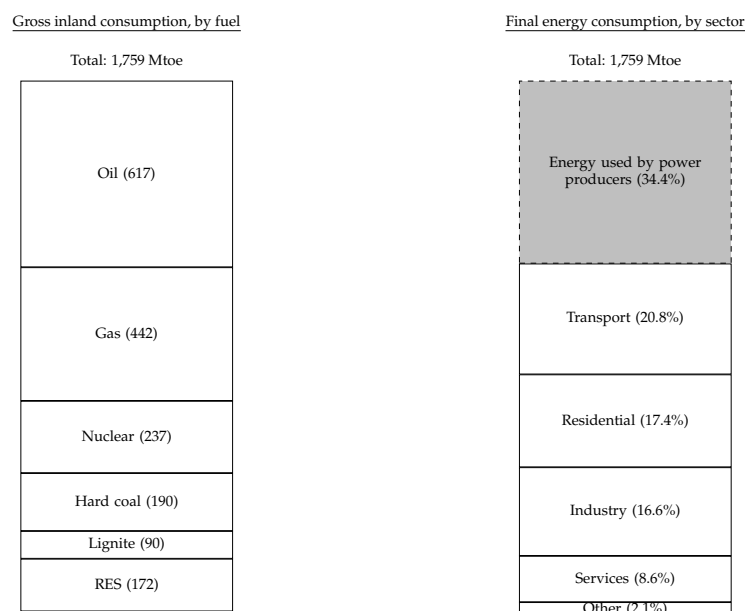 Gross inland consumption, by fuel
Total: 1,759 Mtoe
Oil (617)
Gas (442)
Nuclear (237)
Hard coal (190)
Lignite (90)
RES (172)
Final energy consumption, by sector
Total: 1,759 Mtoe
Energy used by power
producers (34.4%)
Transport (20.8%)
Residential (17.4%)
Industry (16.6%)
Services (8.6%)
Other (2.1%)